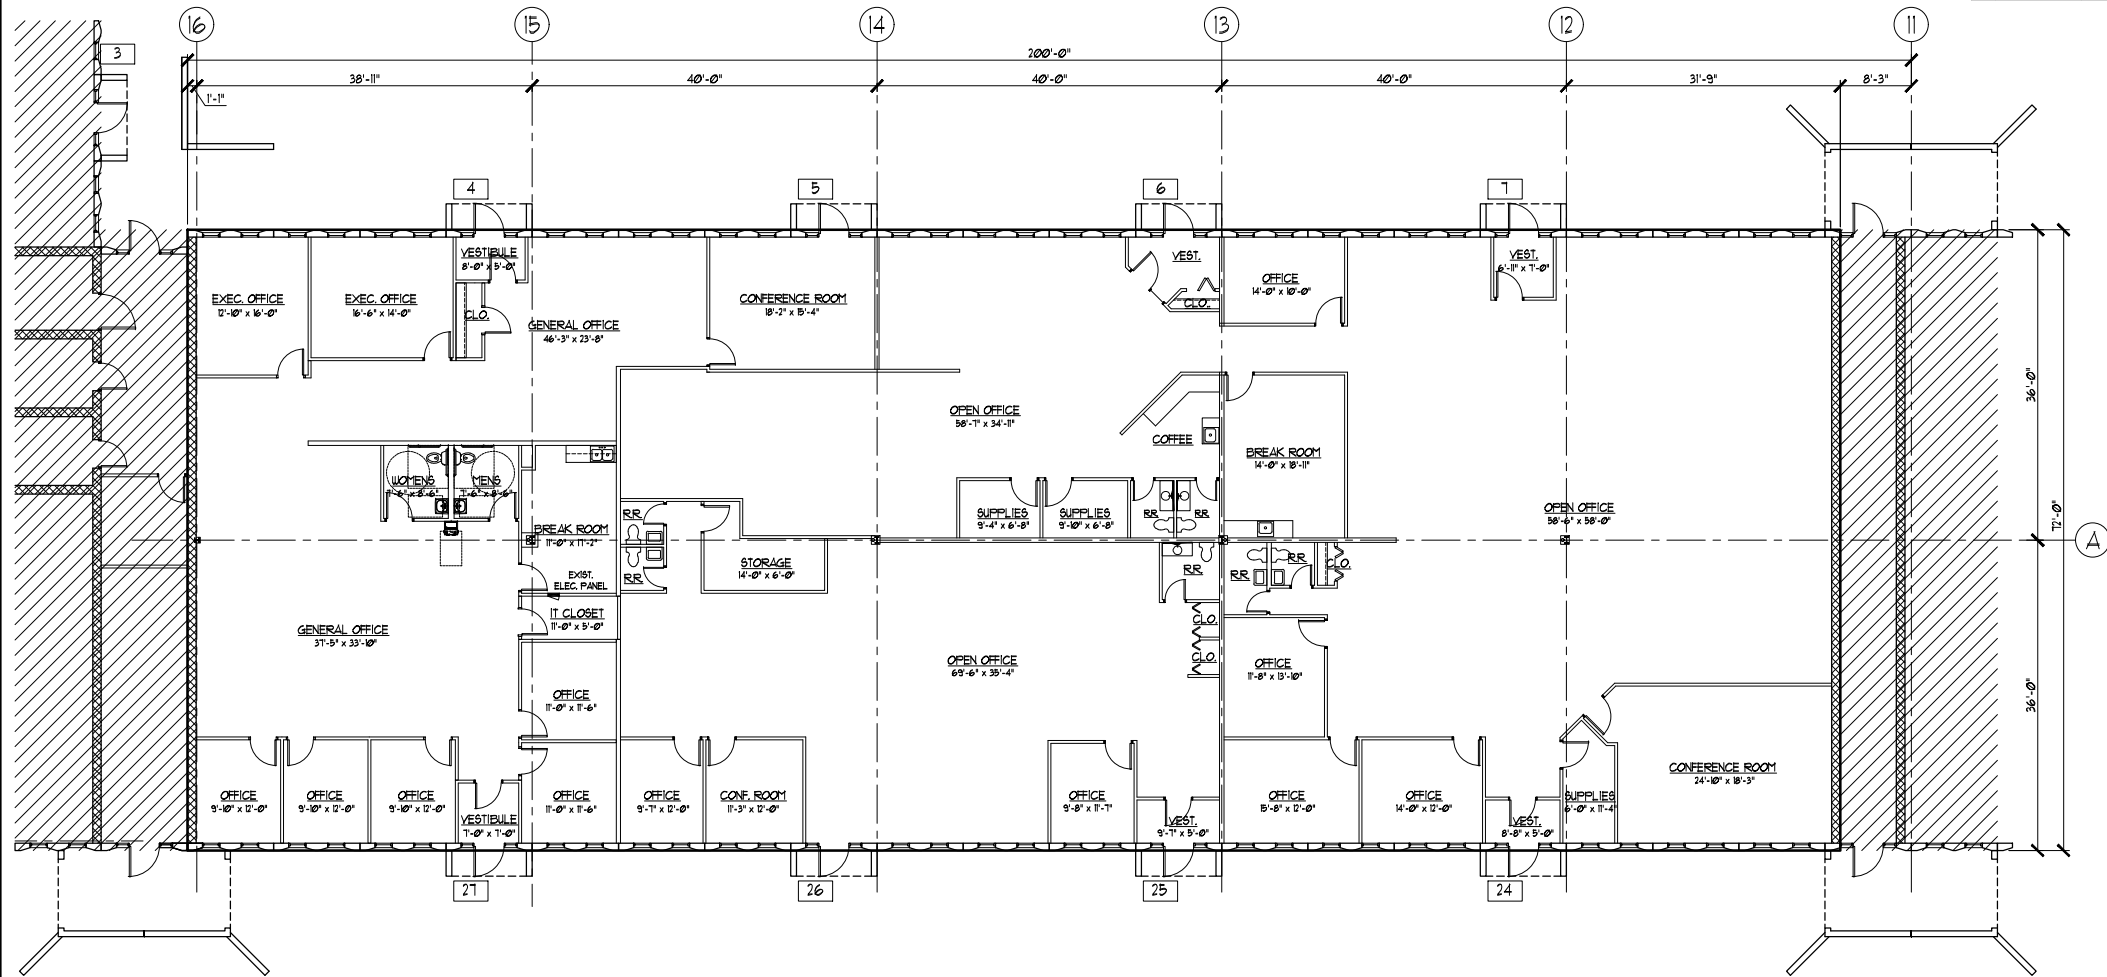 16
15
14
13
12
11
3
200'-0"
38'-11"
40'-0"
40'-0"
40'-0"
31'-9"
8'-3"
1'-1"
4
5
6
7
VESTIBULE
8'-0" x 5'-0"
VEST.
VEST.
6'-11" x 7'-0"
OFFICE
14'-0" x 10'-0"
EXEC. OFFICE
12'-10" x 16'-0"
EXEC. OFFICE
16'-6" x 14'-0"
CLO.
CONFERENCE ROOM
18'-2" x 15'-4"
CLO.
GENERAL OFFICE
46'-3" x 23'-8"
36'-0"
OPEN OFFICE
58'-7" x 34'-11"
COFFEE
BREAK ROOM
14'-0" x 18'-11"
WOMENS
7'-6" x 8'-6"
MENS
7'-6" x 8'-6"
SUPPLIES
9'-4" x 6'-8"
SUPPLIES
9'-10" x 6'-8"
R.R.
R.R.
R.R.
OPEN OFFICE
58'-6" x 58'-0"
72'-0"
BREAK ROOM
11'-0" x 17'-2"
A
STORAGE
14'-0" x 6'-0"
EXIST.
ELEC. PANEL
R.R.
R.R.
R.R.
R.R.
CLO.
IT CLOSET
11'-0" x 5'-0"
CLO.
GENERAL OFFICE
37'-5" x 33'-10"
OPEN OFFICE
69'-6" x 35'-4"
CLO.
OFFICE
11'-8" x 13'-10"
OFFICE
11'-0" x 11'-6"
36'-0"
CONFERENCE ROOM
24'-10" x 18'-3"
OFFICE
9'-10" x 12'-0"
OFFICE
9'-10" x 12'-0"
OFFICE
9'-10" x 12'-0"
VESTIBULE
7'-0" x 7'-0"
OFFICE
11'-0" x 11'-6"
OFFICE
9'-7" x 12'-0"
CONF. ROOM
11'-3" x 12'-0"
OFFICE
9'-8" x 11'-7"
VEST.
9'-7" x 5'-0"
OFFICE
15'-8" x 12'-0"
OFFICE
14'-0" x 12'-0"
VEST.
8'-8" x 5'-0"
SUPPLIES
6'-0" x 11'-4"
27
26
25
24